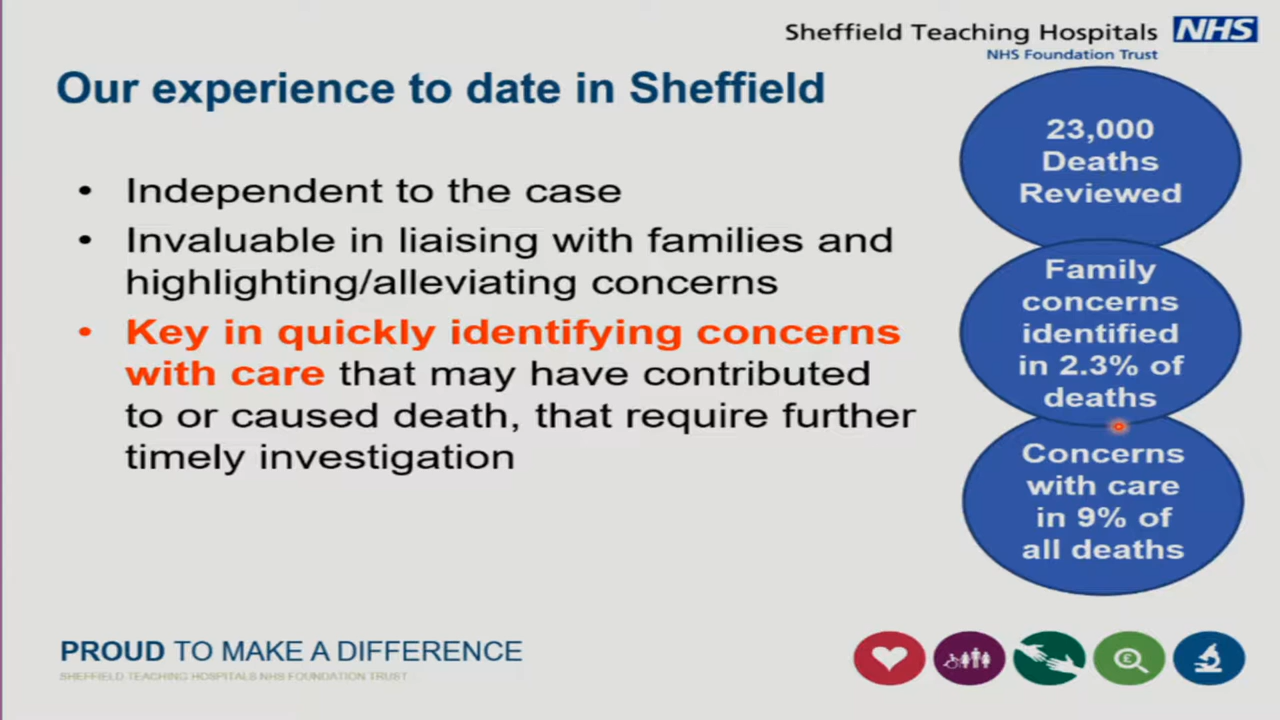 Sheffield Teaching Hospitals NHS
NHS Foundation Trust
Our experience to date in Sheffield
• Independent to the case
• Invaluable in liaising with families and
highlighting/alleviating concerns
• Key in quickly identifying concerns
with care that may have contributed
to or caused death, that require further
timely investigation
23,000
Deaths
Reviewed
Family
concerns
identified
in 2.3% of
deaths
Concerns
with care
in 9% of
all deaths
PROUD TO MAKE A DIFFERENCE
SHEFFIELD TEACHING HOSPITALS NHS FOUNDATION TRUST
£